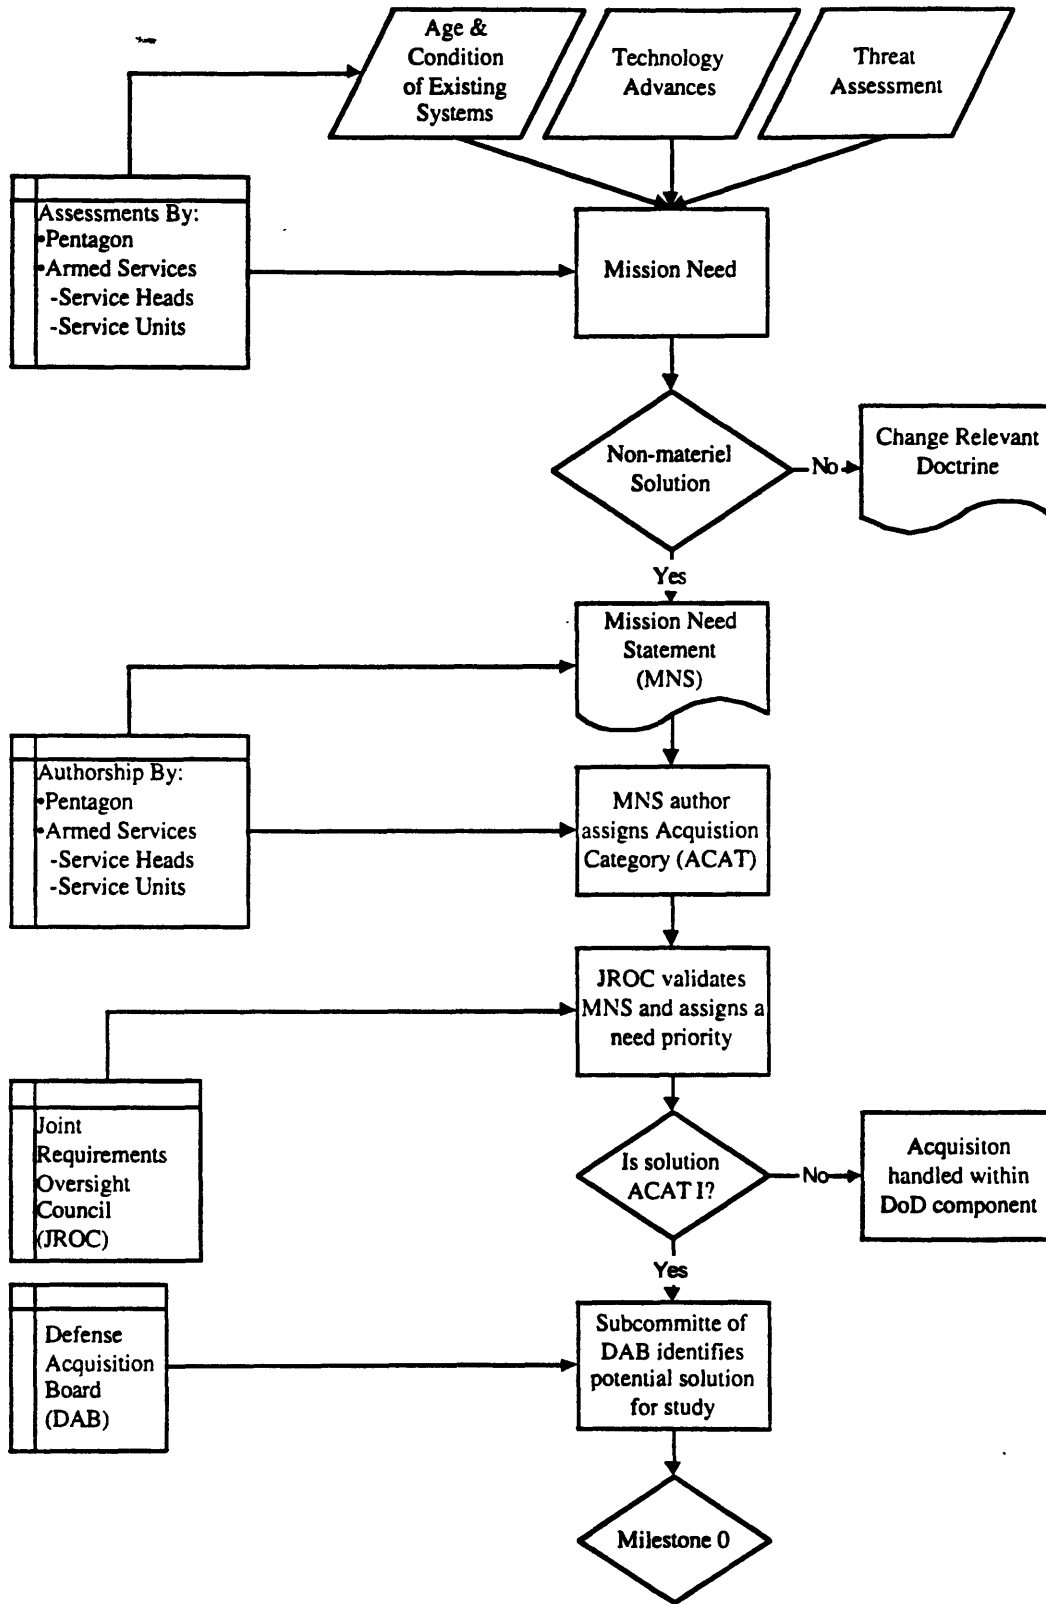 Age &
Condition
of Existing
Systems
Technology
Advances
Threat
Assessment
Assessments By:
•Pentagon
•Armed Services
-Service Heads
-Service Units
Mission Need
Non-materiel
Solution
No
Change Relevant
Doctrine
Yes
Mission Need
Statement
(MNS)
Authorship By:
•Pentagon
•Armed Services
-Service Heads
-Service Units
MNS author
assigns Acquistion
Category (ACAT)
JROC validates
MNS and assigns a
need priority
Joint
Requirements
Oversight
Council
(JROC)
Is solution
ACAT I?
No
Acquisiton
handled within
DoD component
Yes
Defense
Acquisition
Board
(DAB)
Subcommitte of
DAB identifies
potential solution
for study
Milestone 0